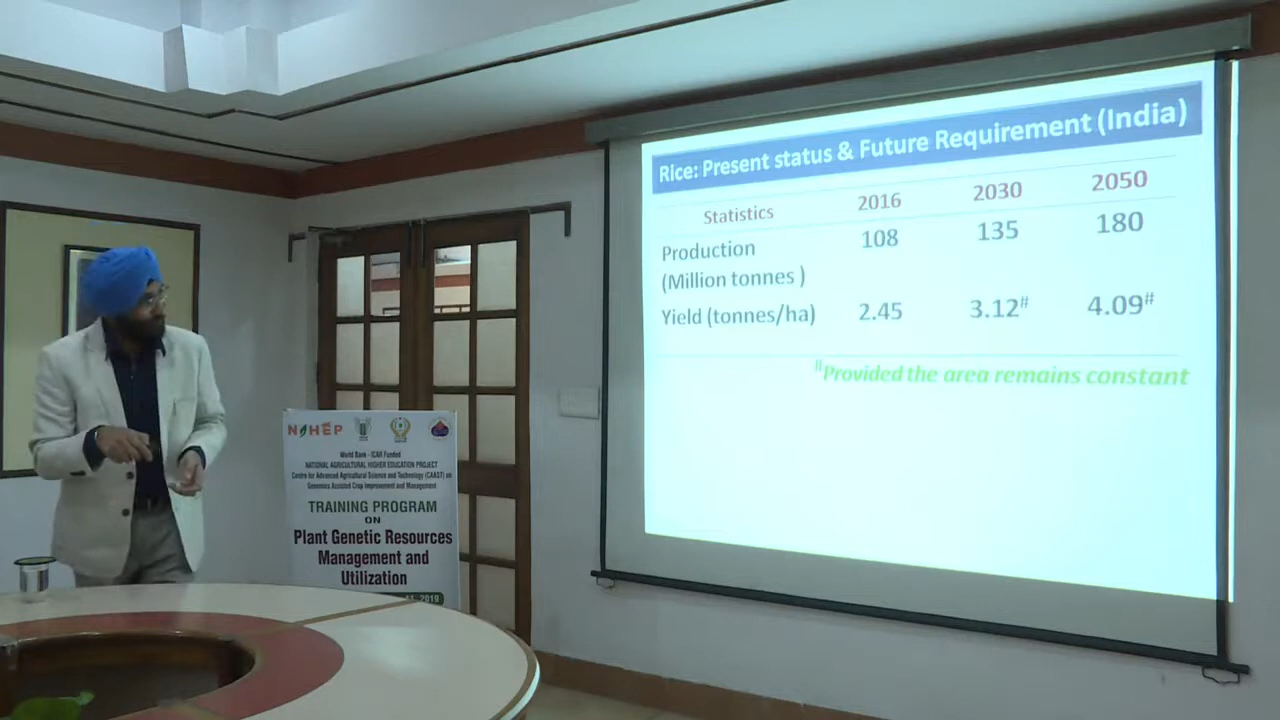 Rice: Present status & Future Requirement (India)
Statistics 2016 2030 2050
Production 108 135 180
(Million tonnes )
Yield (tonnes/ha) 2.45 3.12# 4.09#
#Provided the area remains constant
NAHEP
World Bank - ICAR Funded
NATIONAL AGRICULTURAL HIGHER EDUCATION PROJECT
Centre for Advanced Agricultural Science and Technology (CAAST) on
Genomics Assisted Crop Improvement and Management
TRAINING PROGRAM
ON
Plant Genetic Resources
Management and
Utilization